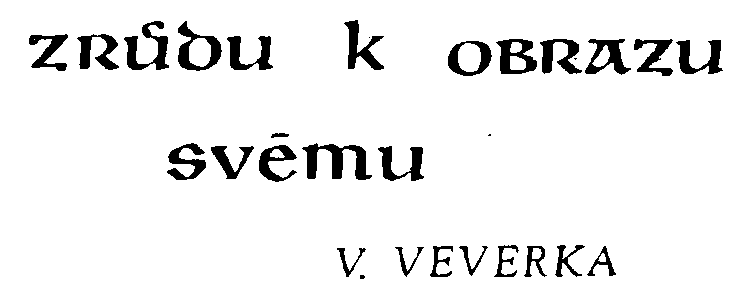 ZRŮDU K OBRAZU
SVÉMU
V. VEVERKA